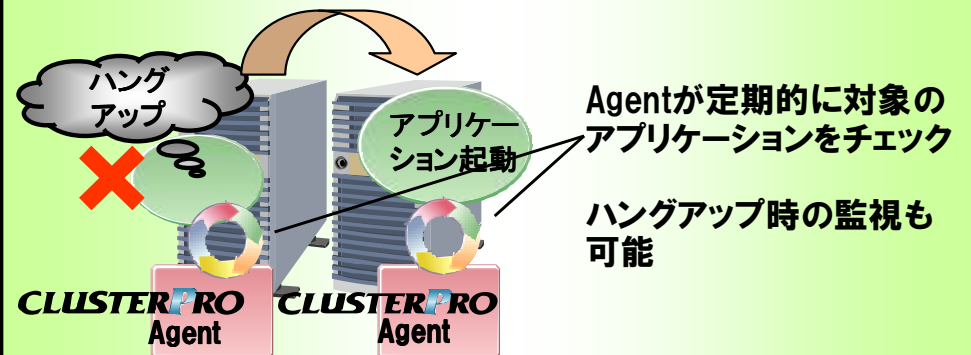 ハング
アップ
アプリケー
ション起動
Agentが定期的に対象の
アプリケーションをチェック
ハングアップ時の監視も
可能
CLUSTERPRO
Agent
CLUSTERPRO
Agent